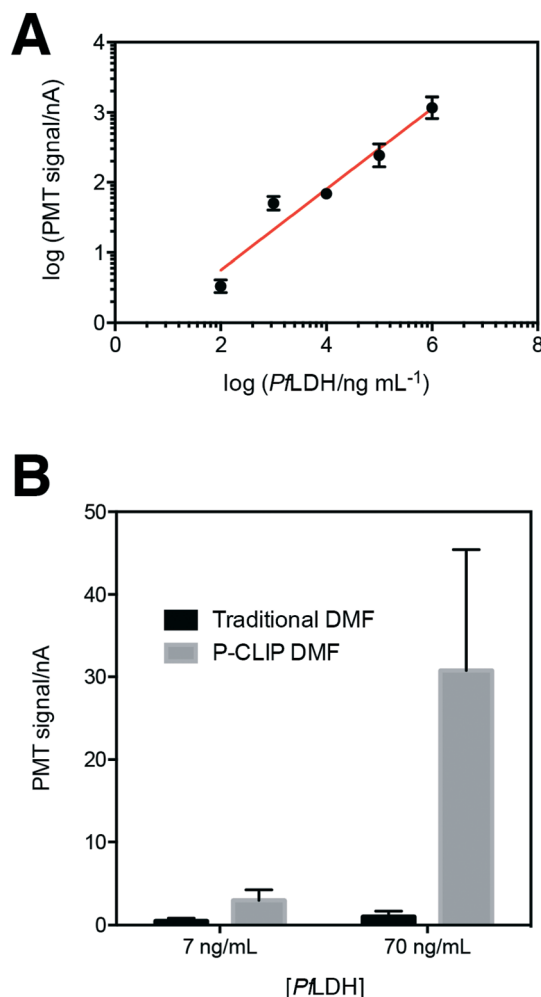 A
4
3
2
1
0
0 2 4 6 8
log (PMT signal/nA)
log (PfLDH/ng mL⁻¹)
B
50
40
30
20
10
0
Traditional DMF
P-CLIP DMF
PMT signal/nA
7 ng/mL 70 ng/mL
[PfLDH]